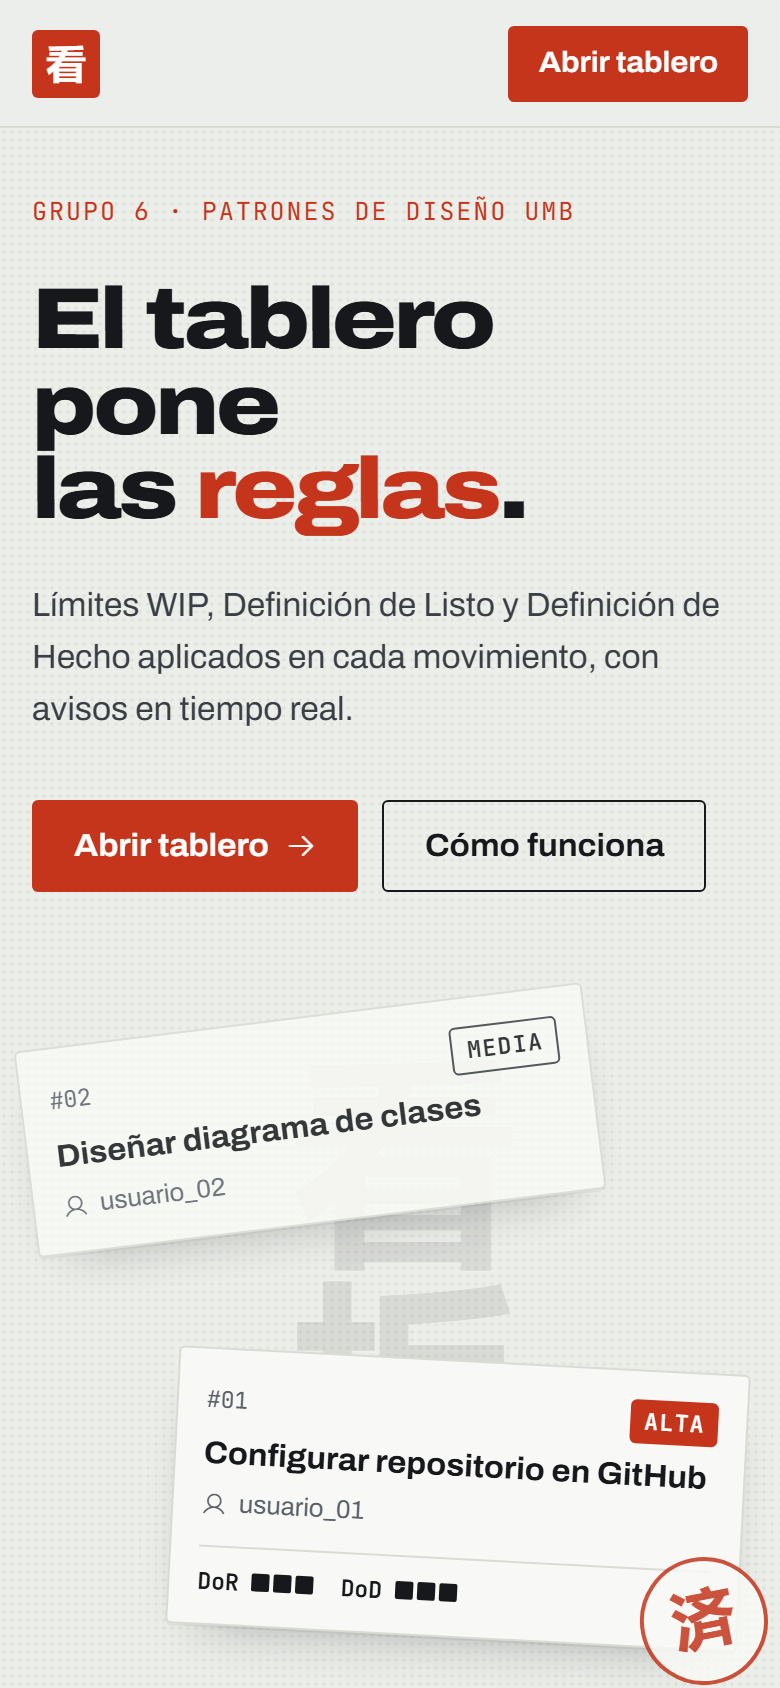 看
Abrir tablero
GRUPO 6 · PATRONES DE DISEÑO UMB
El tablero
pone
las reglas.
Límites WIP, Definición de Listo y Definición de
Hecho aplicados en cada movimiento, con
avisos en tiempo real.
Abrir tablero →
Cómo funciona
#02
MEDIA
Diseñar diagrama de clases
usuario_02
#01
ALTA
Configurar repositorio en GitHub
usuario_01
DoR DoD
済